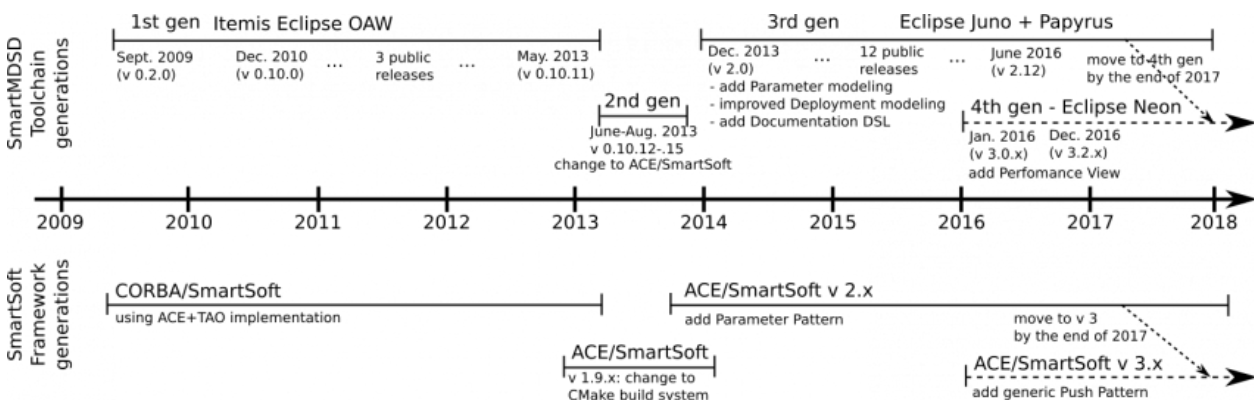 SmartMDSD
Toolchain
generations
1st gen Itemis Eclipse OAW
Sept. 2009
(v 0.2.0)
Dec. 2010
(v 0.10.0)
...
3 public
releases
...
May. 2013
(v 0.10.11)
2nd gen
June-Aug. 2013
v 0.10.12-.15
change to ACE/SmartSoft
3rd gen Eclipse Juno + Papyrus
Dec. 2013
(v 2.0)
...
12 public
releases
...
June 2016
(v 2.12)
- add Parameter modeling
- improved Deployment modeling
- add Documentation DSL
move to 4th gen
by the end of 2017
4th gen - Eclipse Neon
Jan. 2016
(v 3.0.x)
Dec. 2016
(v 3.2.x)
add Perfomance View
2009 2010 2011 2012 2013 2014 2015 2016 2017 2018
SmartSoft
Framework
generations
CORBA/SmartSoft
using ACE+TAO implementation
ACE/SmartSoft
v 1.9.x: change to
CMake build system
ACE/SmartSoft v 2.x
add Parameter Pattern
move to v 3
by the end of 2017
ACE/SmartSoft v 3.x
add generic Push Pattern